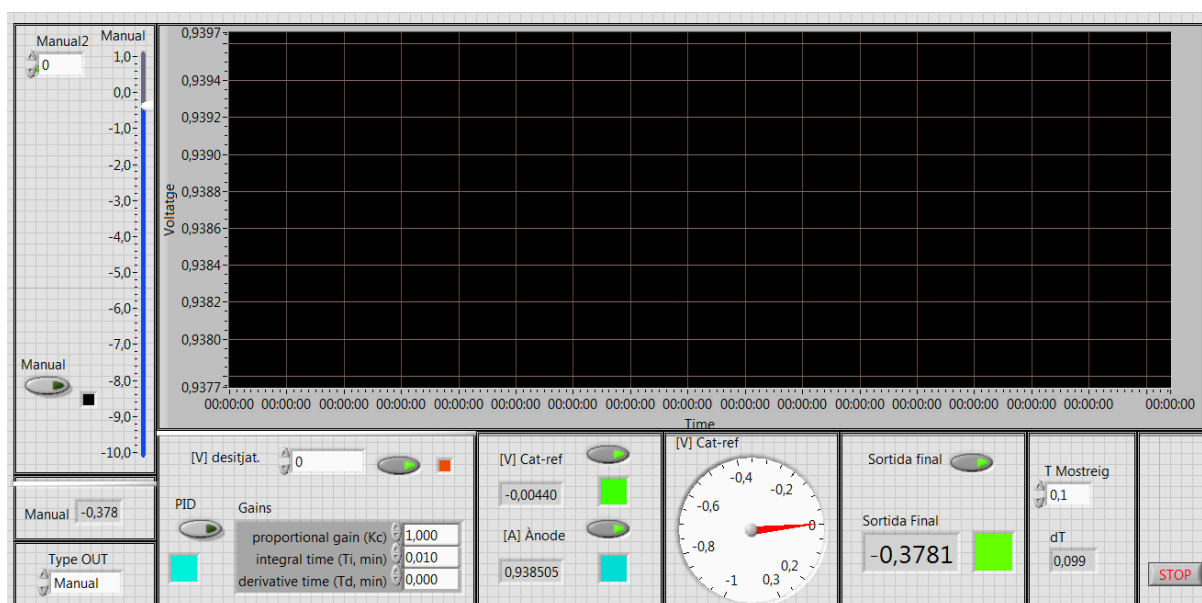 Manual2
0
Manual
1,0
0,0
-1,0
-2,0
-3,0
-4,0
-5,0
-6,0
-7,0
-8,0
-9,0
-10,0
Manual
Manual -0,378
Type OUT
Manual
Voltatge
0,9397
0,9394
0,9392
0,9390
0,9388
0,9386
0,9384
0,9382
0,9380
0,9377
00:00:00 00:00:00 00:00:00 00:00:00 00:00:00 00:00:00 00:00:00 00:00:00 00:00:00 00:00:00 00:00:00 00:00:00 00:00:00 00:00:00 00:00:00 00:00:00 00:00:00
Time
[V] desitjat. 0
PID
Gains
proportional gain (Kc) 1,000
integral time (Ti, min) 0,010
derivative time (Td, min) 0,000
[V] Cat-ref
-0,00440
[A] Ànode
0,938505
[V] Cat-ref
-1
-0,8
-0,6
-0,4
-0,2
0
0,2
0,3
Sortida final
Sortida Final
-0,3781
T Mostreig
0,1
dT
0,099
STOP